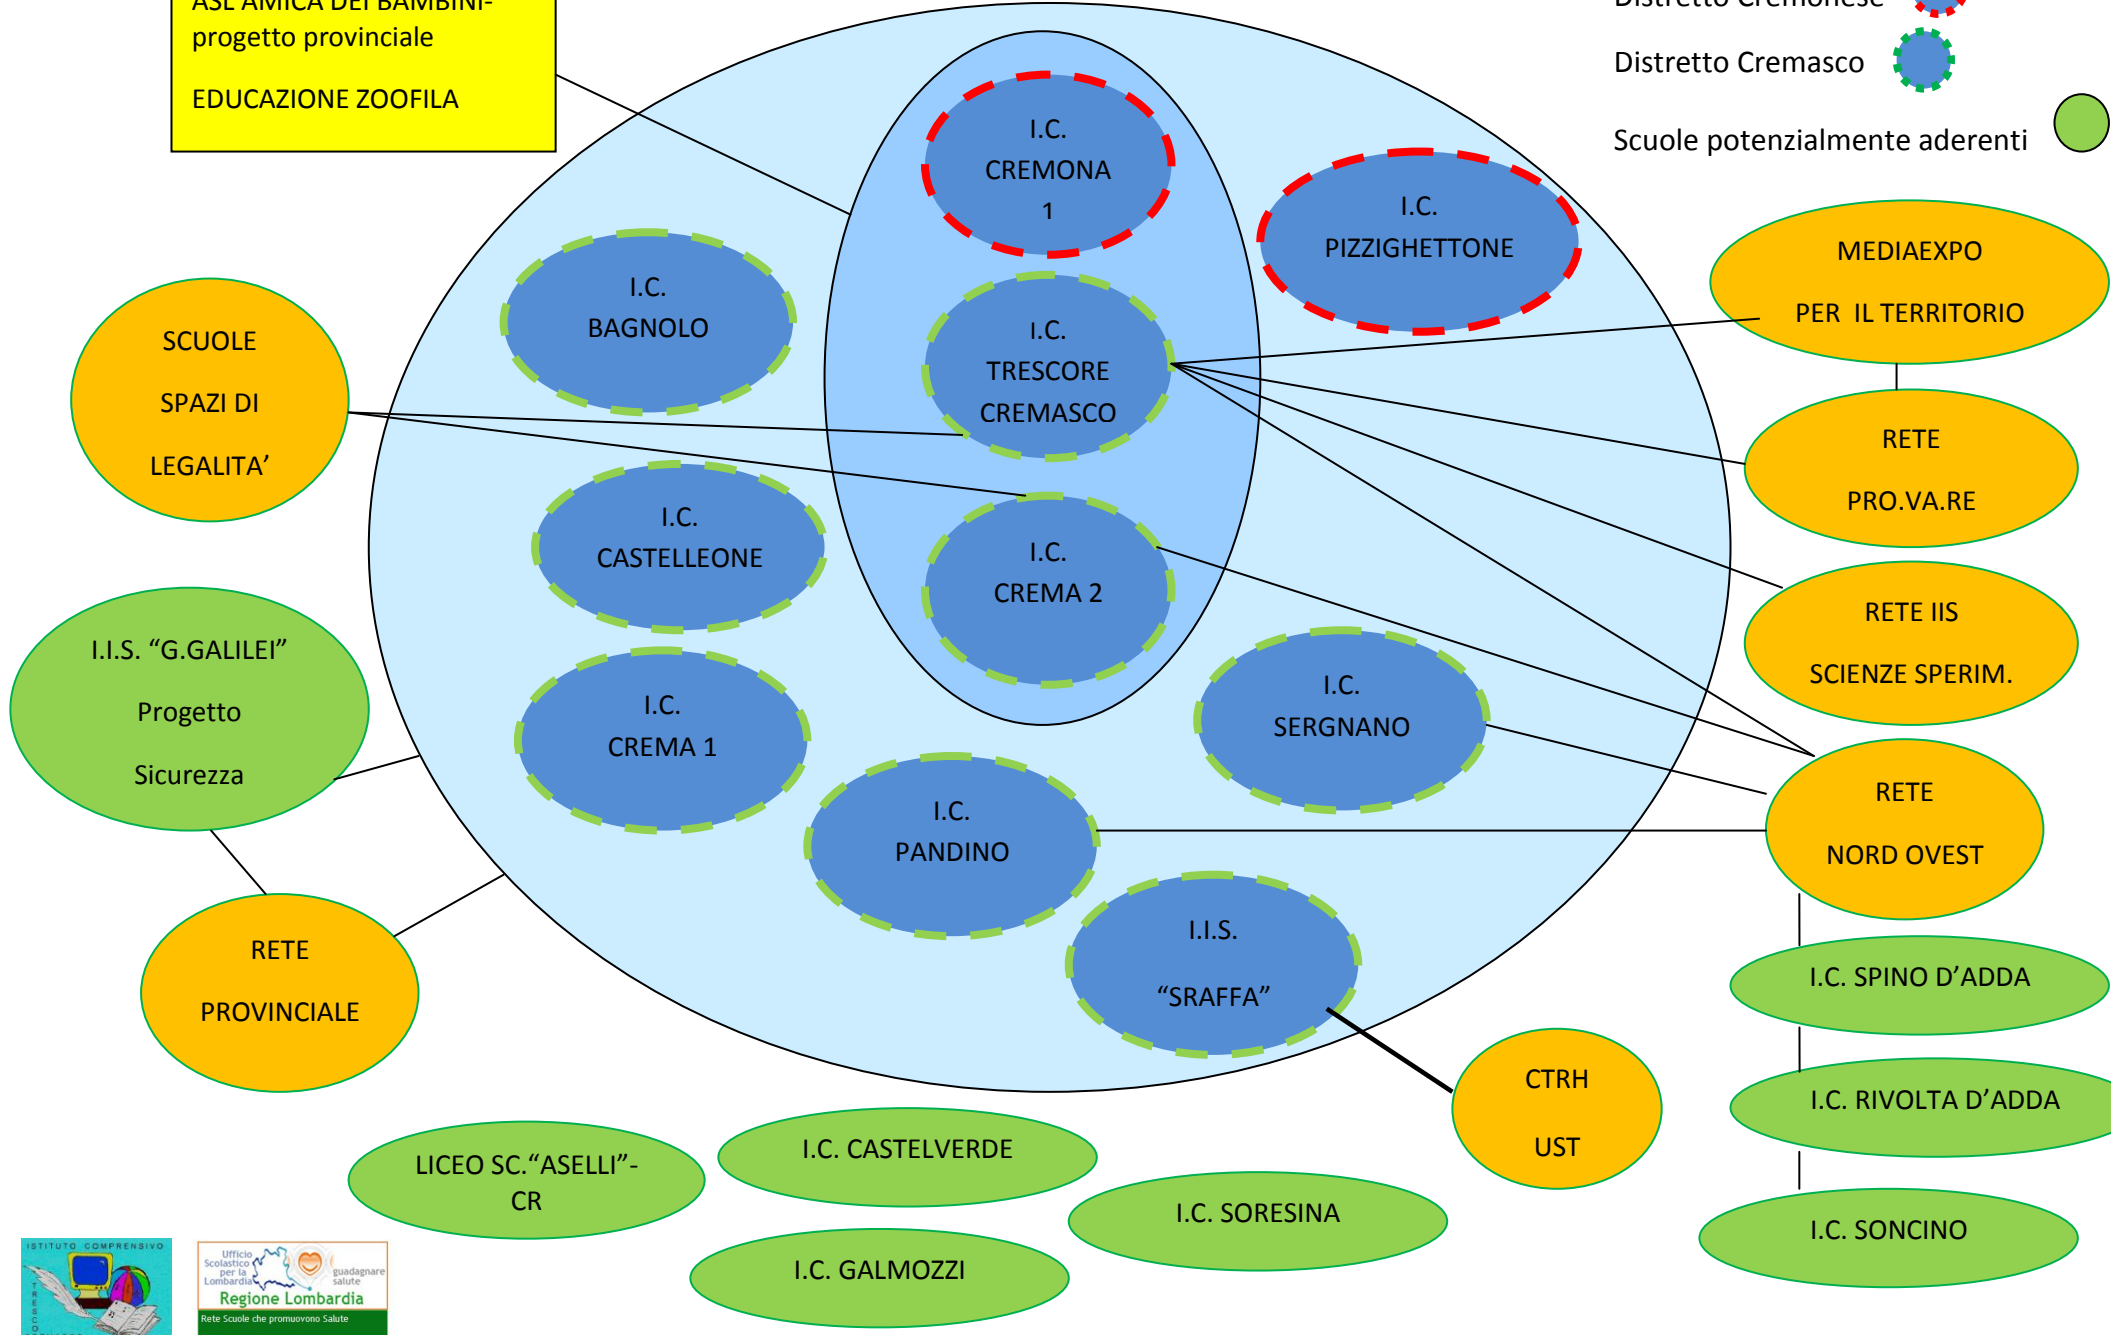 ASL AMICA DEI BAMBINI-
progetto provinciale
EDUCAZIONE ZOOFILA
Distretto Cremonese
Distretto Cremasco
Scuole potenzialmente aderenti
I.C.
CREMONA
1
I.C.
PIZZIGHETTONE
I.C.
BAGNOLO
I.C.
TRESCORE
CREMASCO
MEDIAEXPO
PER IL TERRITORIO
SCUOLE
SPAZI DI
LEGALITA’
RETE
PRO.VA.RE
I.C.
CASTELLEONE
I.C.
CREMA 2
RETE IIS
SCIENZE SPERIM.
I.I.S. “G.GALILEI”
Progetto
Sicurezza
I.C.
CREMA 1
I.C.
SERGNANO
I.C.
PANDINO
RETE
NORD OVEST
RETE
PROVINCIALE
I.I.S.
“SRAFFA”
I.C. SPINO D’ADDA
CTRH
UST
I.C. RIVOLTA D’ADDA
LICEO SC.“ASELLI”-
CR
I.C. CASTELVERDE
I.C. SORESINA
I.C. SONCINO
I.C. GALMOZZI
ISTITUTO COMPRENSIVO
Ufficio
Scolastico
per la
Lombardia
guadagnare
salute
Regione Lombardia
Rete Scuole che promuovono Salute